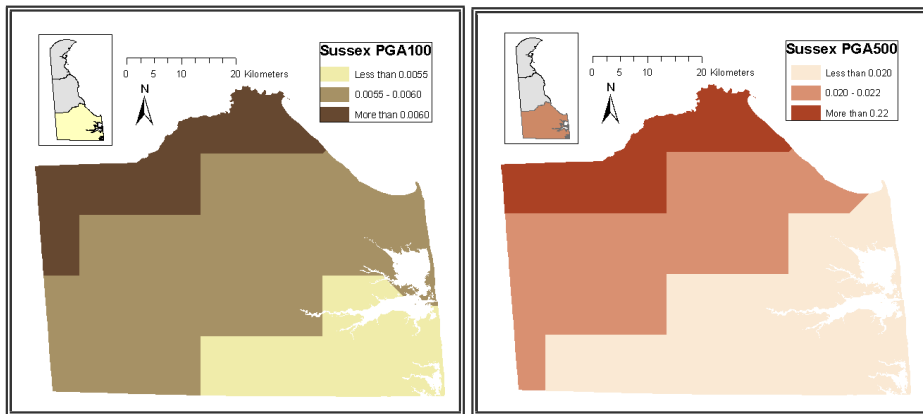 Sussex PGA100
Less than 0.0055
0.0055 - 0.0060
More than 0.0060
0 5 10 20 Kilometers
N
Sussex PGA500
Less than 0.020
0.020 - 0.022
More than 0.22
0 5 10 20 Kilometers
N